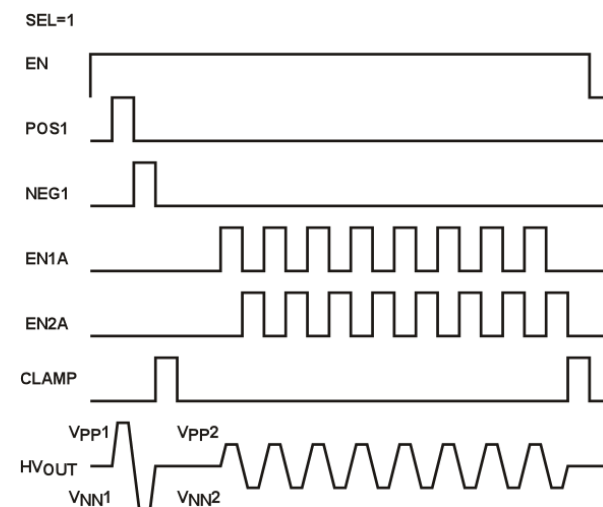 SEL=1
EN
POS1
NEG1
EN1A
EN2A
CLAMP
VPP1 VPP2
HVOUT
VNN1 VNN2